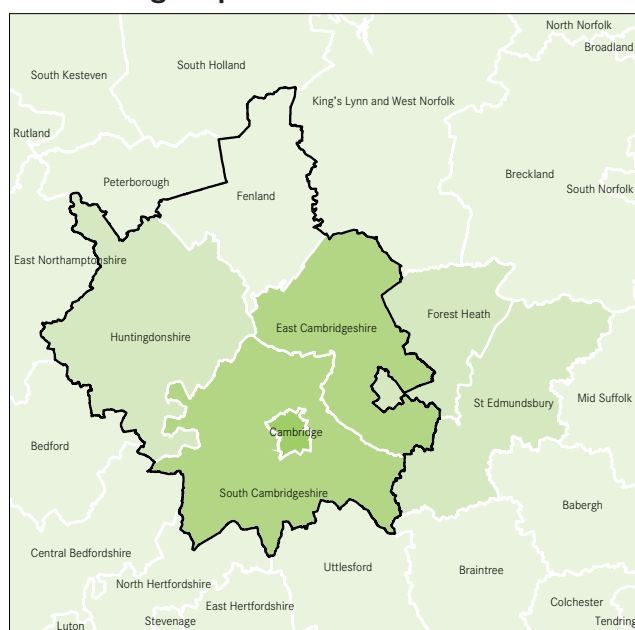 North Norfolk
Broadland
South Holland
South Kesteven
King's Lynn and West Norfolk
Rutland
Breckland
Peterborough
South Norfolk
Fenland
East Northamptonshire
Forest Heath
East Cambridgeshire
Huntingdonshire
Mid Suffolk
St Edmundsbury
Cambridge
Bedford
South Cambridgeshire
Babergh
Central Bedfordshire
Uttlesford
Braintree
North Hertfordshire
Colchester
East Hertfordshire
Stevenage
Tendring
Luton